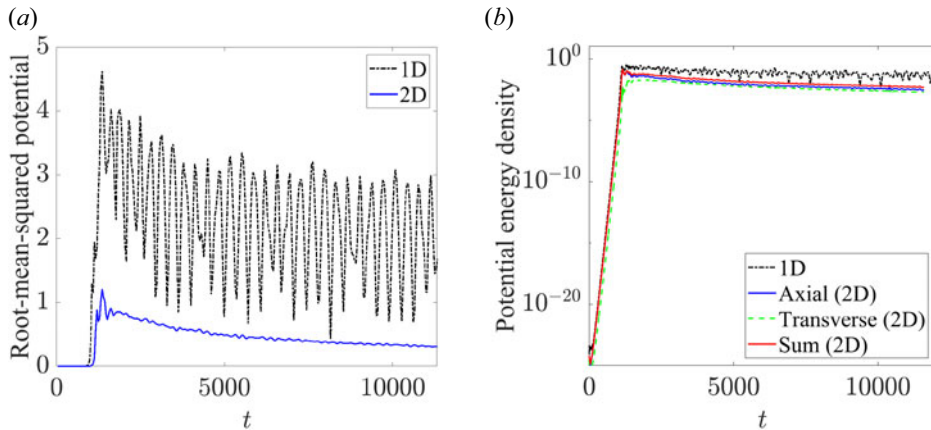 (a)
Root-mean-squared potential
5
4
3
2
1
0
0
5000
10000
t
1D
2D
(b)
Potential energy density
10^0
10^-10
10^-20
0
5000
10000
t
1D
Axial (2D)
Transverse (2D)
Sum (2D)